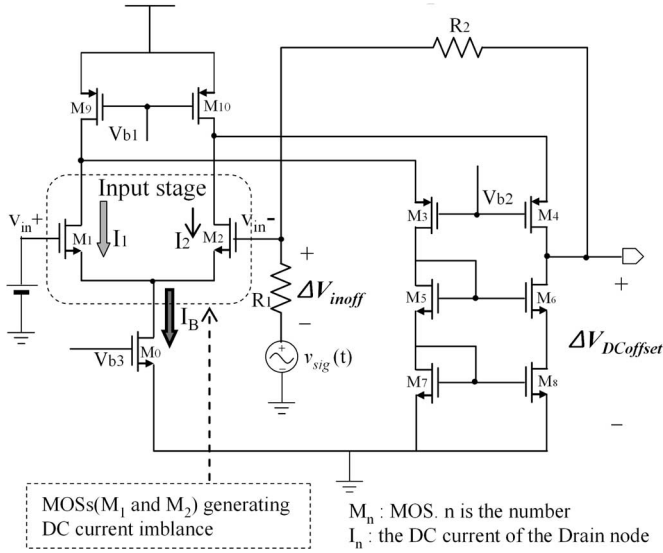 R2
M9
M10
Vb1
Input stage
Vin+
M1
I1
I2
M2
Vin-
M3
Vb2
M4
+
R1
ΔVinoff
−
M5
M6
+
IB
Vb3
M0
+
−
vsig(t)
ΔVDCoffset
M7
M8
−
MOSs(M1 and M2) generating
DC current imblance
Mn : MOS. n is the number
In : the DC current of the Drain node